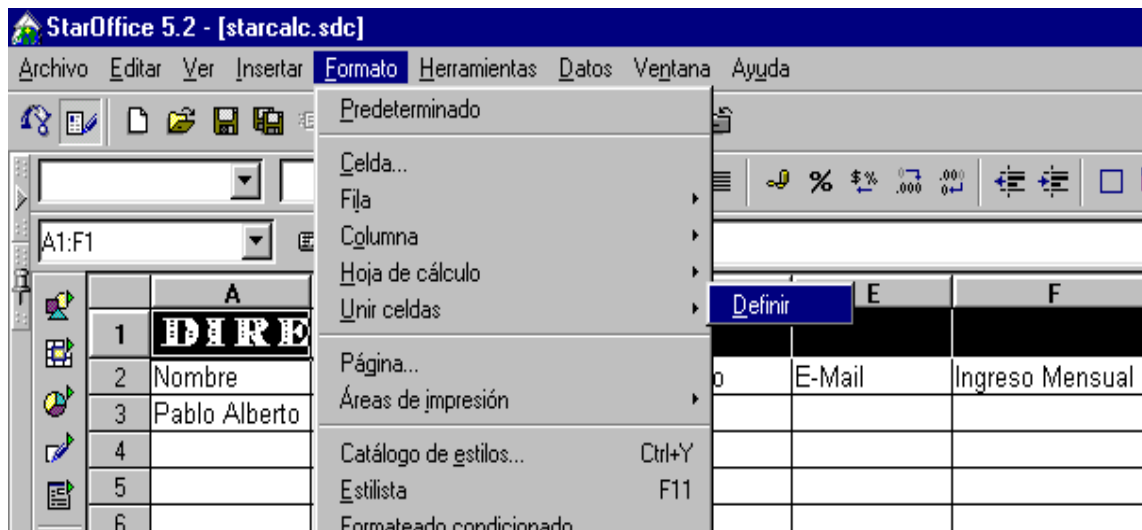 StarOffice 5.2 - [starcalc.sdc]
Archivo Editar Ver Insertar Formato Herramientas Datos Ventana Ayuda
Predeterminado
Celda...
Fila
Columna
Hoja de cálculo
Unir celdas
Definir
Página...
Áreas de impresión
Catálogo de estilos... Ctrl+Y
Estilista F11
Formateado condicionado
A1:F1
A E F
1 DIRE
2 Nombre o E-Mail Ingreso Mensual
3 Pablo Alberto
4
5
6